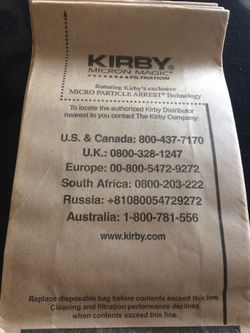 KIRBY®
MICRON MAGIC®
FILTRATION
featuring Kirby's exclusive
MICRO PARTICLE ARREST™ Technology
To locate the authorized Kirby Distributor
nearest to you contact The Kirby Company:
U.S. & Canada: 800-437-7170
U.K.: 0800-328-1247
Europe: 00-800-5472-9272
South Africa: 0800-203-222
Russia: +81080054729272
Australia: 1-800-781-556
www.kirby.com
Replace disposable bag before contents exceed this line.
Cleaning and filtration performance declines
when contents exceed this line.